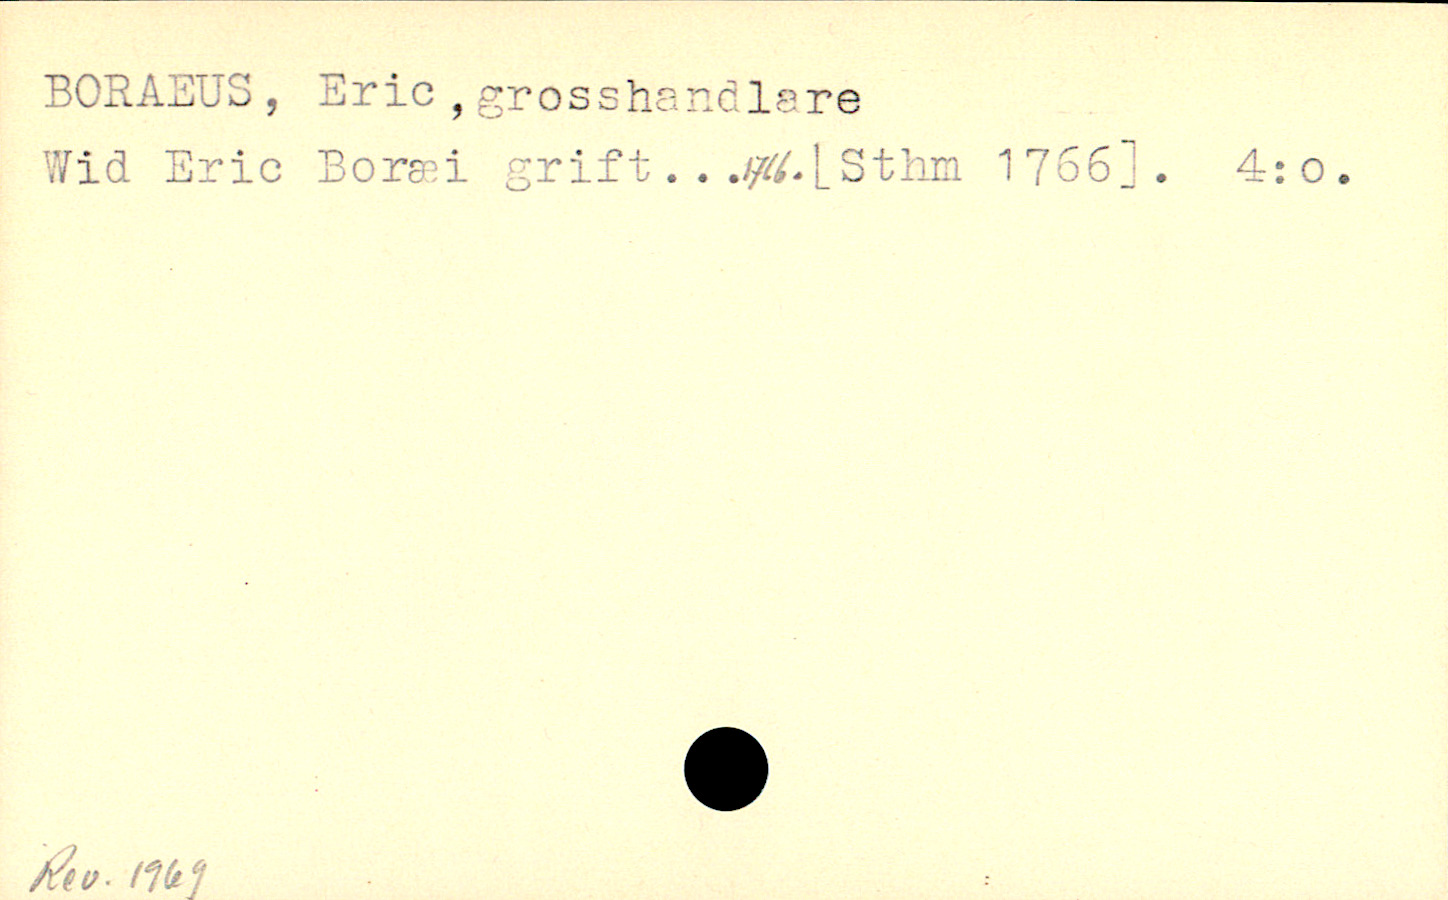 BORAEUS, Eric, grosshandlare
Wid Eric Boræi grift...1766.[Sthm 1766]. 4:o.
Rev. 1969